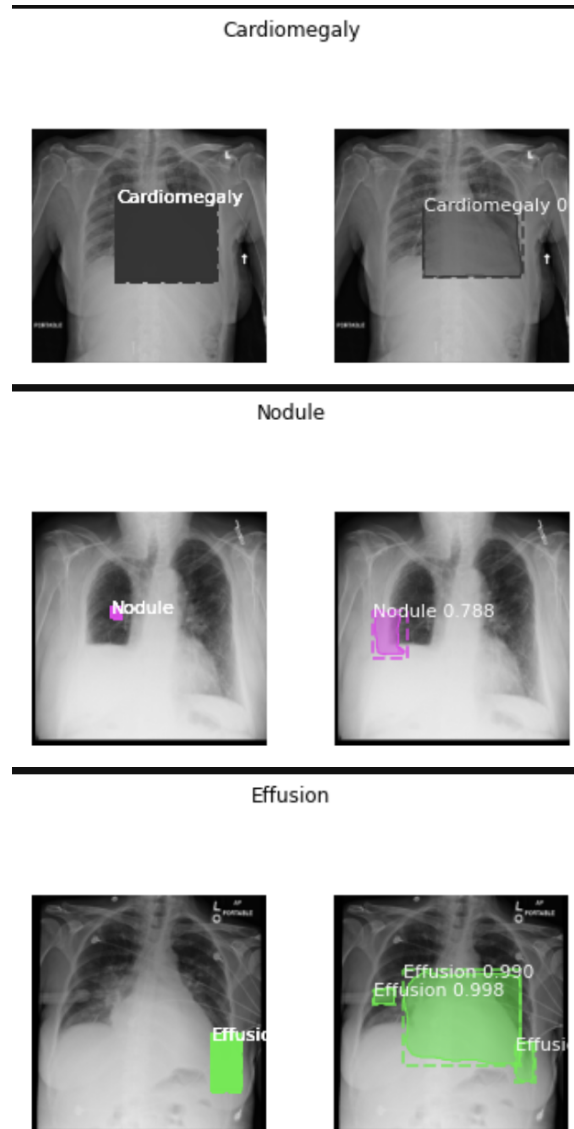 Cardiomegaly
L
Cardiomegaly
PORTABLE
L
Cardiomegaly 0
PORTABLE
Nodule
Nodule
Nodule 0.788
Effusion
L
AP
PORTABLE
O
Effusio
L
AP
PORTABLE
O
Effusion 0.990
Effusion 0.998
Effusi